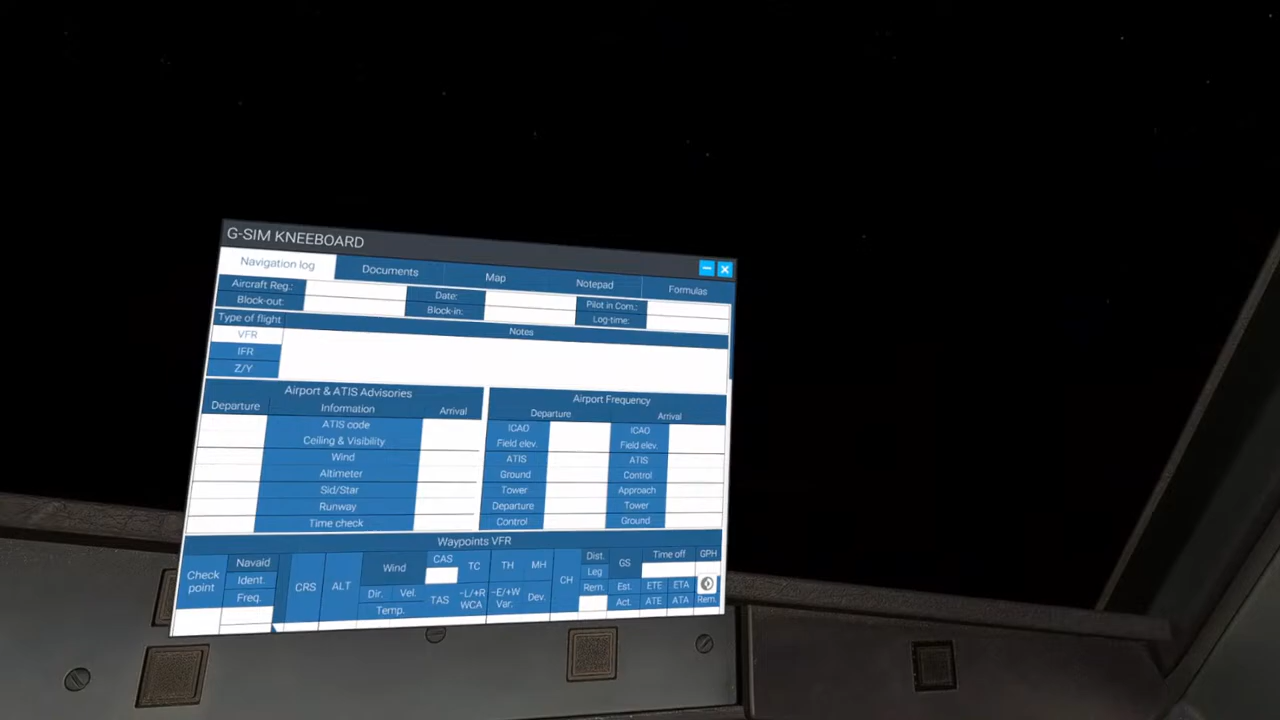 G-SIM KNEEBOARD
Navigation log Documents Map Notepad Formulas
Aircraft Reg.: Date: Pilot in Com.:
Block-out: Block-in: Log-time:
Type of flight Notes
VFR
IFR
Z/Y
Airport & ATIS Advisories Airport Frequency
Departure Information Arrival Departure Arrival
ATIS code ICAO ICAO
Ceiling & Visibility Field elev. Field elev.
Wind ATIS ATIS
Altimeter Ground Control
Sid/Star Tower Approach
Runway Departure Tower
Time check Control Ground
Waypoints VFR
Check point Navaid CRS ALT Wind CAS TC TH MH CH Dist. GS Time off GPH
Ident. Leg
Freq. Dir. Vel. TAS -L/+R WCA -E/+W Var. Dev. Rem. Est. ETE ETA
Temp. Act. ATE ATA Rem.